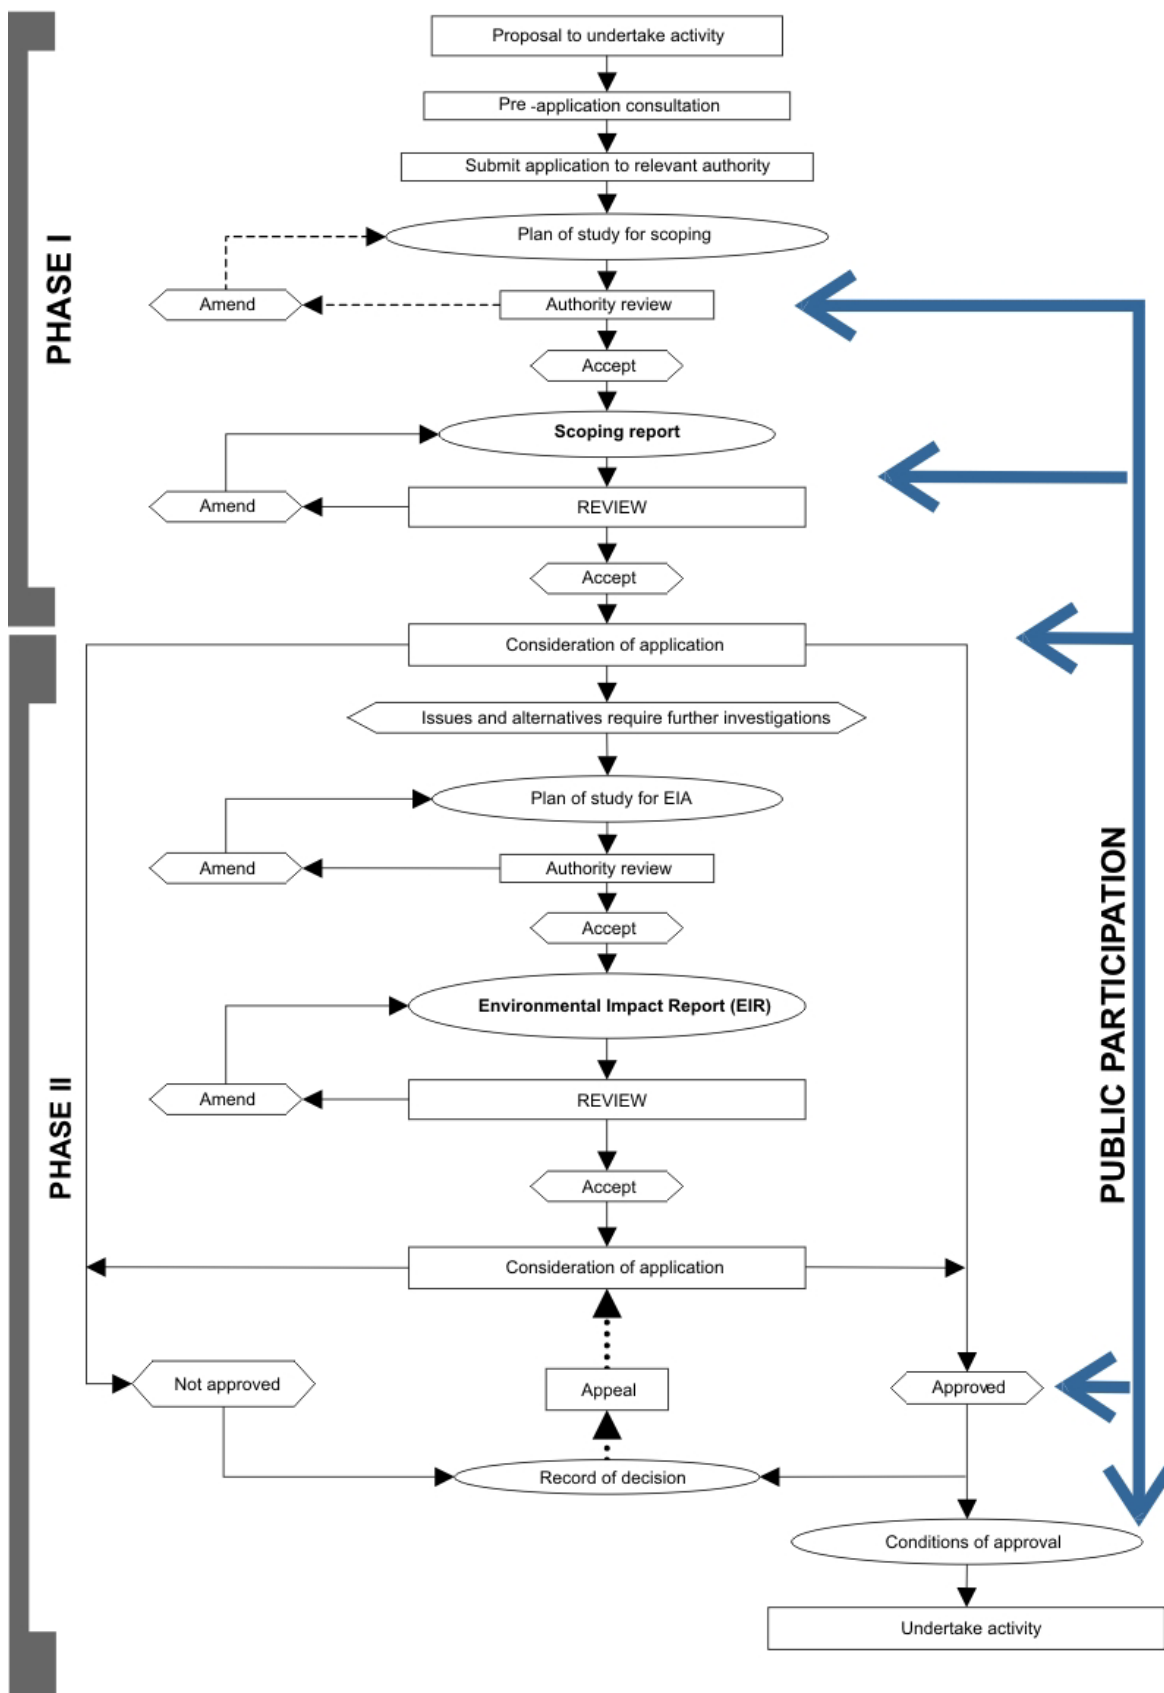 Proposal to undertake activity
Pre -application consultation
Submit application to relevant authority
PHASE I
Plan of study for scoping
Amend
Authority review
Accept
Scoping report
Amend
REVIEW
Accept
Consideration of application
Issues and alternatives require further investigations
Plan of study for EIA
Amend
Authority review
Accept
PUBLIC PARTICIPATION
Environmental Impact Report (EIR)
PHASE II
Amend
REVIEW
Accept
Consideration of application
Not approved
Appeal
Approved
Record of decision
Conditions of approval
Undertake activity